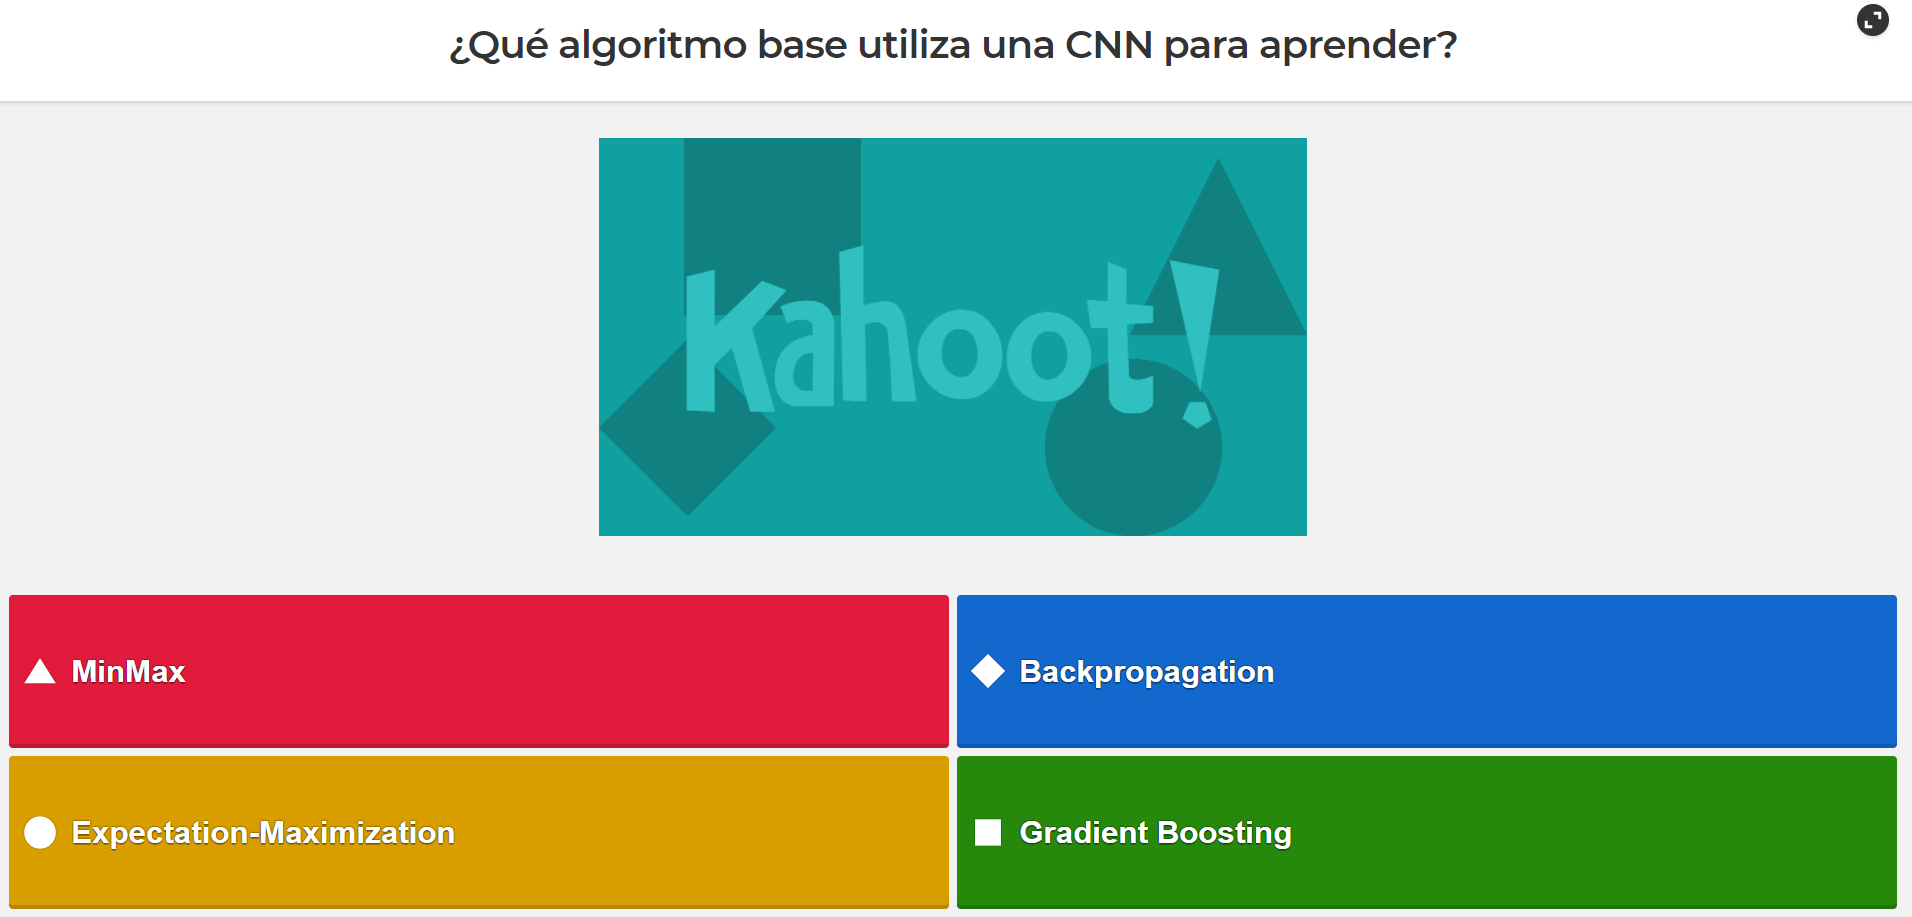 ¿Qué algoritmo base utiliza una CNN para aprender?
Kahoot!
MinMax
Backpropagation
Expectation-Maximization
Gradient Boosting